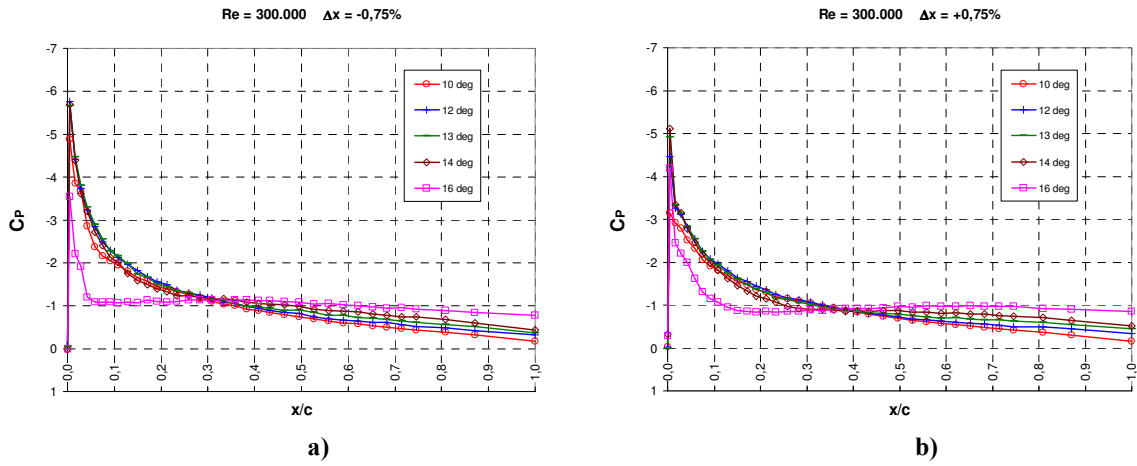 Re = 300.000 Δx = -0,75%
-7
-6
-5
-4
-3
-2
-1
0
1
CP
0,0
0,1
0,2
0,3
0,4
0,5
0,6
0,7
0,8
0,9
1,0
x/c
10 deg
12 deg
13 deg
14 deg
16 deg
a)
Re = 300.000 Δx = +0,75%
-7
-6
-5
-4
-3
-2
-1
0
1
CP
0,0
0,1
0,2
0,3
0,4
0,5
0,6
0,7
0,8
0,9
1,0
x/c
10 deg
12 deg
13 deg
14 deg
16 deg
b)